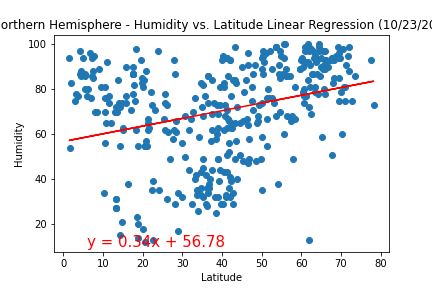 orthern Hemisphere - Humidity vs. Latitude Linear Regression (10/23/20
100
80
60
40
20
Humidity
y = 0.34x + 56.78
0 10 20 30 40 50 60 70 80
Latitude